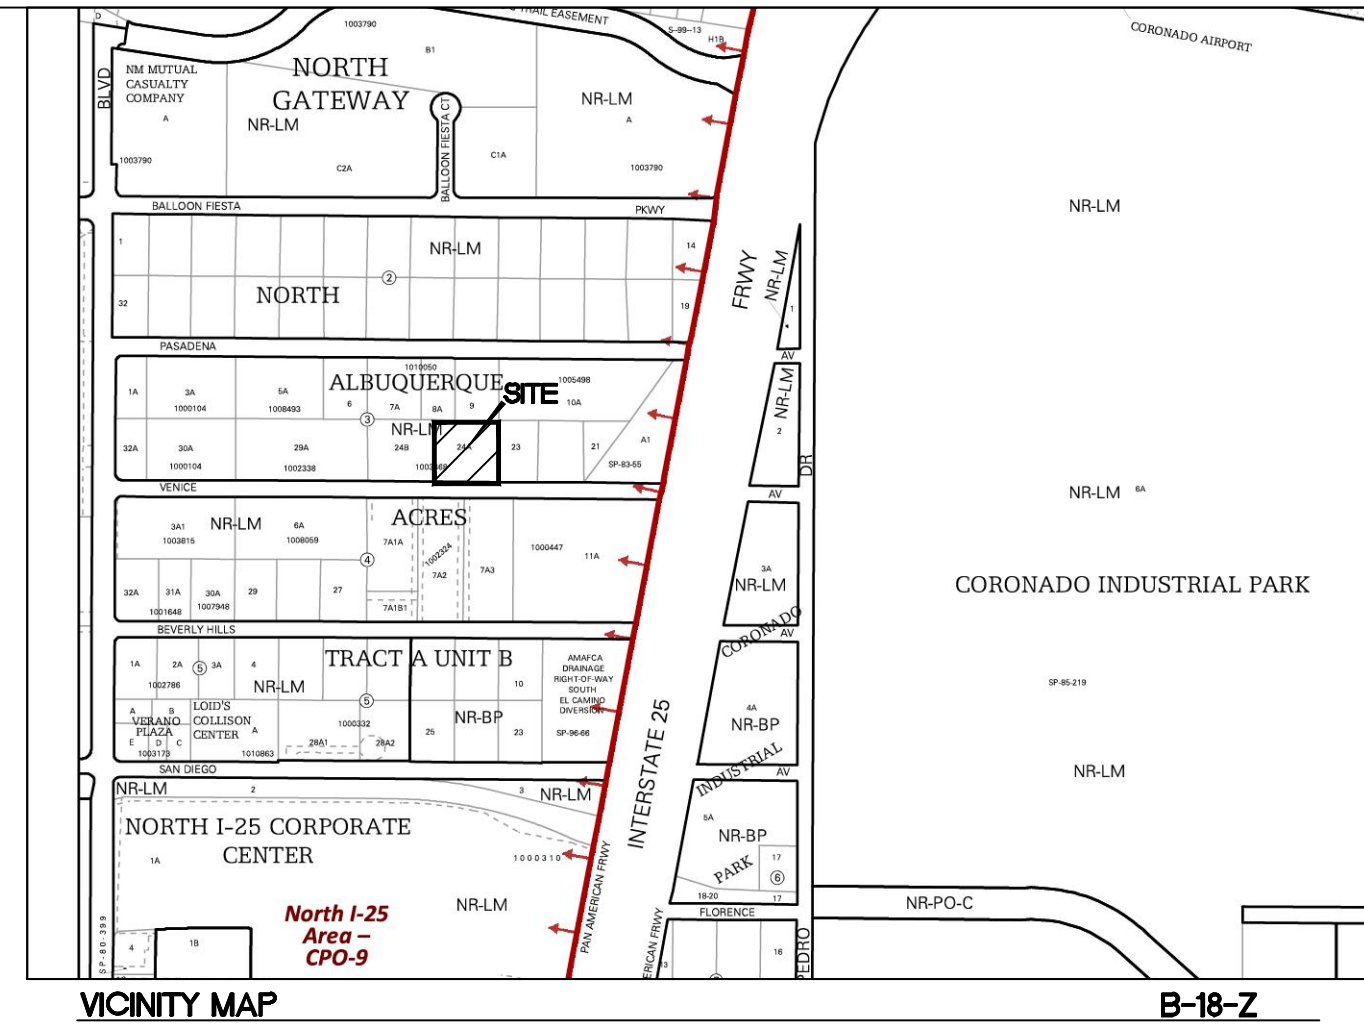 D
1003790
TRAIL EASEMENT
S-99-13
H1B
CORONADO AIRPORT
B1
BLVD
NM MUTUAL
CASUALTY
COMPANY
NORTH
GATEWAY
NR-LM
NR-LM
A
A
BALLOON FIESTA CT
C1A
1003790
C2A
1003790
BALLOON FIESTA
PKWY
NR-LM
1
NR-LM
14
2
NORTH
32
19
FRWY
NR-LM
1
PASADENA
AV
1010050
ALBUQUERQUE
SITE
1005498
1A
3A
5A
6
7A
8A
9
10A
1000104
1008493
3
NR-LM
NR-LM
2
32A
30A
29A
24B
24A
23
21
A1
1000104
1002338
SP-83-55
DR
VENICE
AV
NR-LM
6A
ACRES
3A1
NR-LM
6A
1003815
1008059
7A1A
1002324
1000447
11A
4
7A2
7A3
3A
NR-LM
CORONADO INDUSTRIAL PARK
32A
31A
30A
29
27
1001648
1007948
7A1B1
BEVERLY HILLS
CORONADO
AV
1A
2A
5
3A
4
TRACT A UNIT B
AMAFCA
DRAINAGE
RIGHT-OF-WAY
SOUTH
EL CAMINO
DIVERSION
SP-96-66
1002786
NR-LM
10
SP-85-219
5
A
B
LOID'S
COLLISON
CENTER
A
VERANO
PLAZA
E
D
C
1003173
1010863
1000332
28A1
28A2
25
NR-BP
23
4A
NR-BP
INTERSTATE 25
SAN DIEGO
INDUSTRIAL
AV
NR-LM
NR-LM
2
3
NR-LM
NORTH I-25 CORPORATE
CENTER
1A
1000310
5A
NR-BP
PARK
17
6
18-20
17
PAN AMERICAN FRWY
NR-LM
NR-PO-C
FLORENCE
North I-25
Area –
CPO-9
SP-80-399
4
1B
16
13
PEDRO
VICINITY MAP
B-18-Z